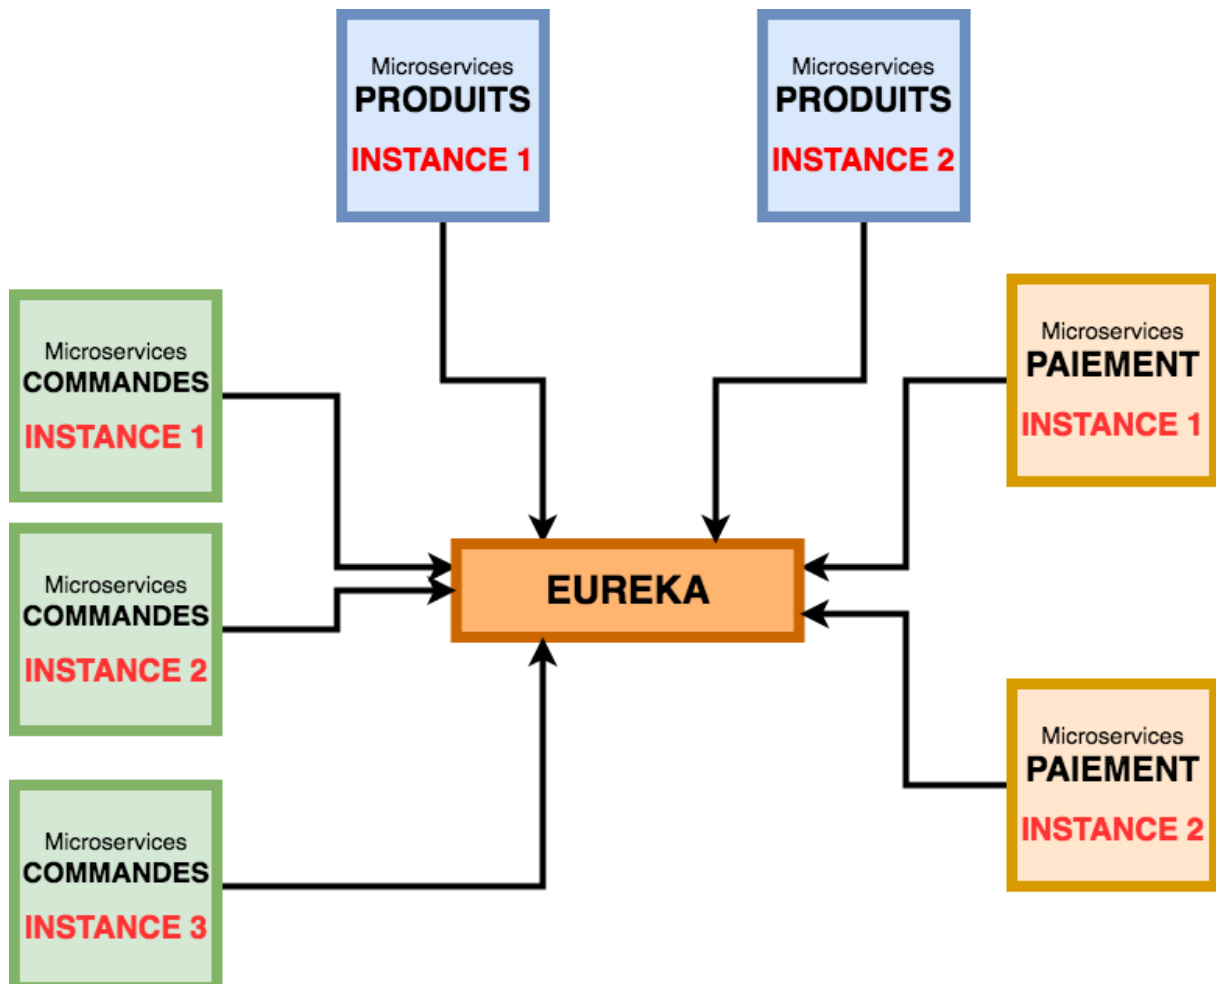 Microservices
PRODUITS
INSTANCE 1
Microservices
PRODUITS
INSTANCE 2
Microservices
COMMANDES
INSTANCE 1
Microservices
PAIEMENT
INSTANCE 1
Microservices
COMMANDES
INSTANCE 2
EUREKA
Microservices
PAIEMENT
INSTANCE 2
Microservices
COMMANDES
INSTANCE 3